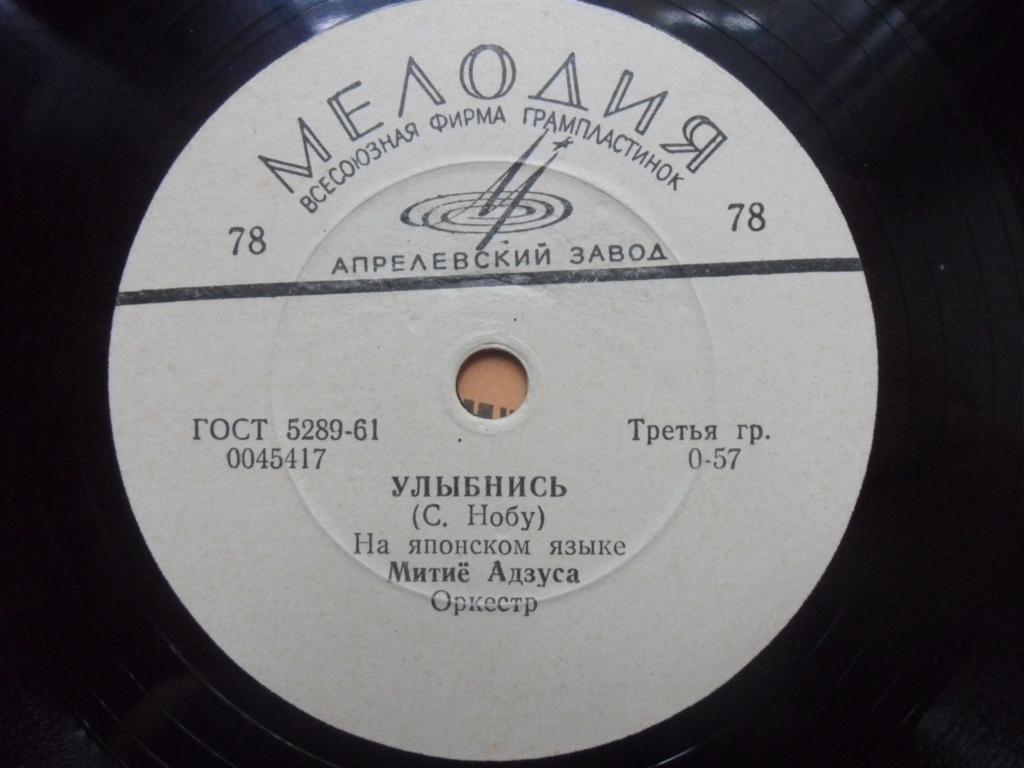 МЕЛОДИЯ
ВСЕСОЮЗНАЯ ФИРМА ГРАМПЛАСТИНОК
78
78
АПРЕЛЕВСКИЙ ЗАВОД
ГОСТ 5289-61
0045417
Третья гр.
0-57
УЛЫБНИСЬ
(С. Нобу)
На японском языке
Митиё Адзуса
Оркестр